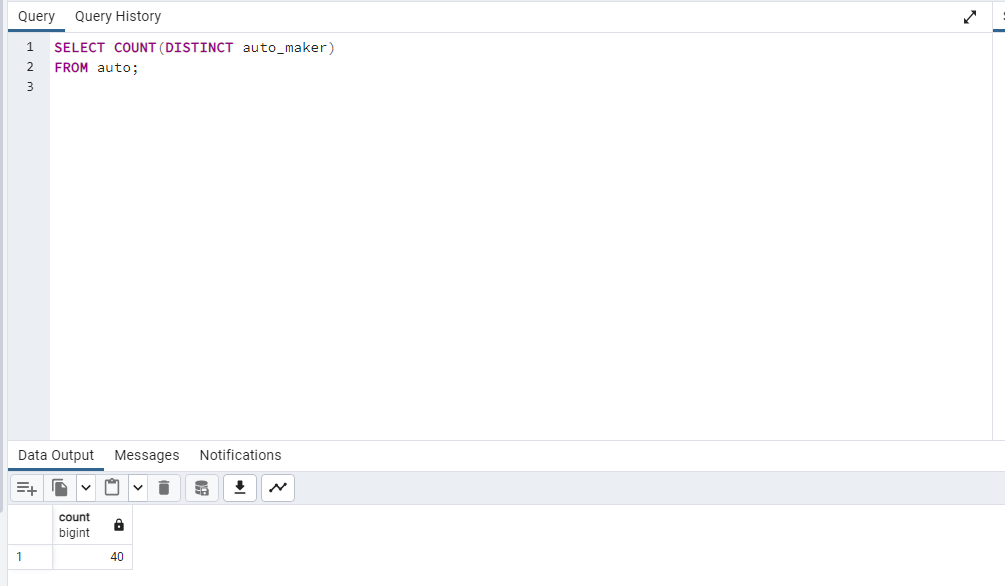 Query Query History
1 SELECT COUNT(DISTINCT auto_maker)
2 FROM auto;
3
Data Output Messages Notifications
count
bigint
1 40